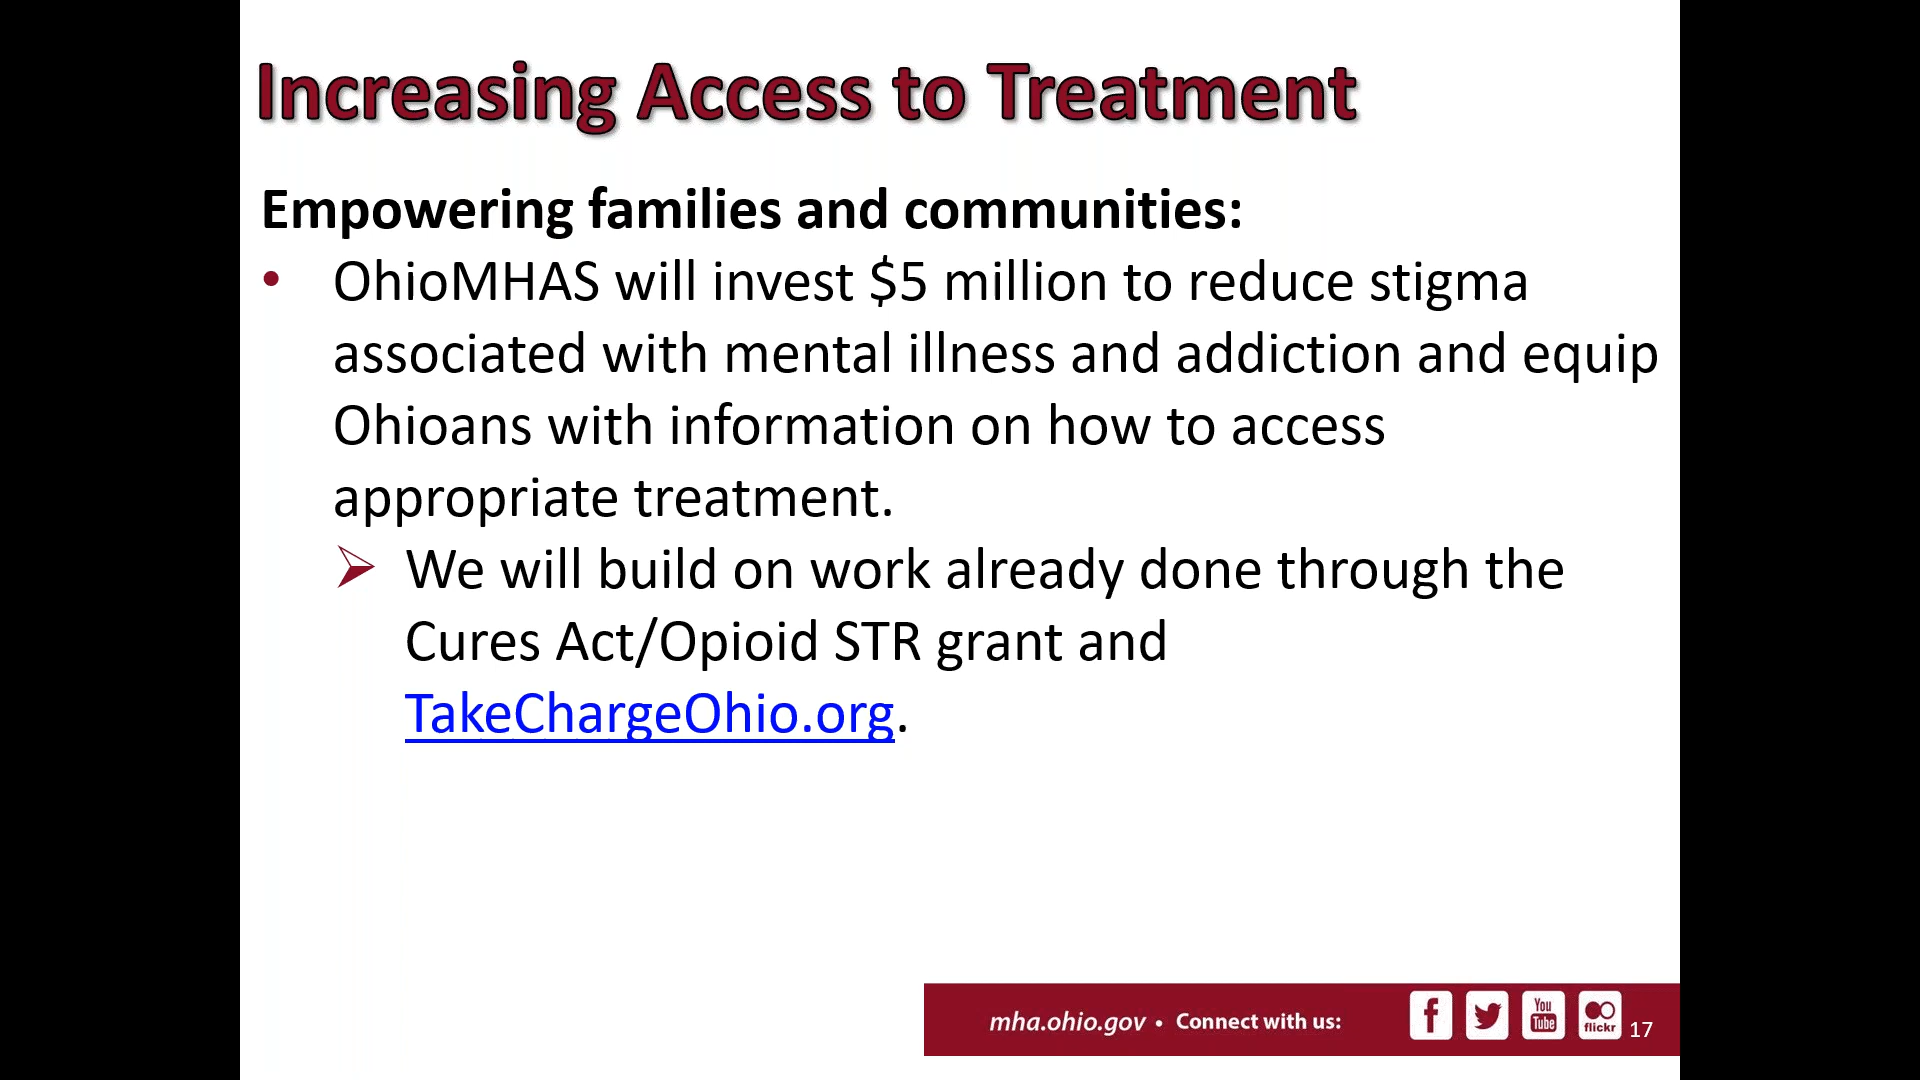 Increasing Access to Treatment
Empowering families and communities:
• OhioMHAS will invest $5 million to reduce stigma
associated with mental illness and addiction and equip
Ohioans with information on how to access
appropriate treatment.
➢ We will build on work already done through the
Cures Act/Opioid STR grant and
TakeChargeOhio.org.
mha.ohio.gov • Connect with us: f You Tube flickr 17